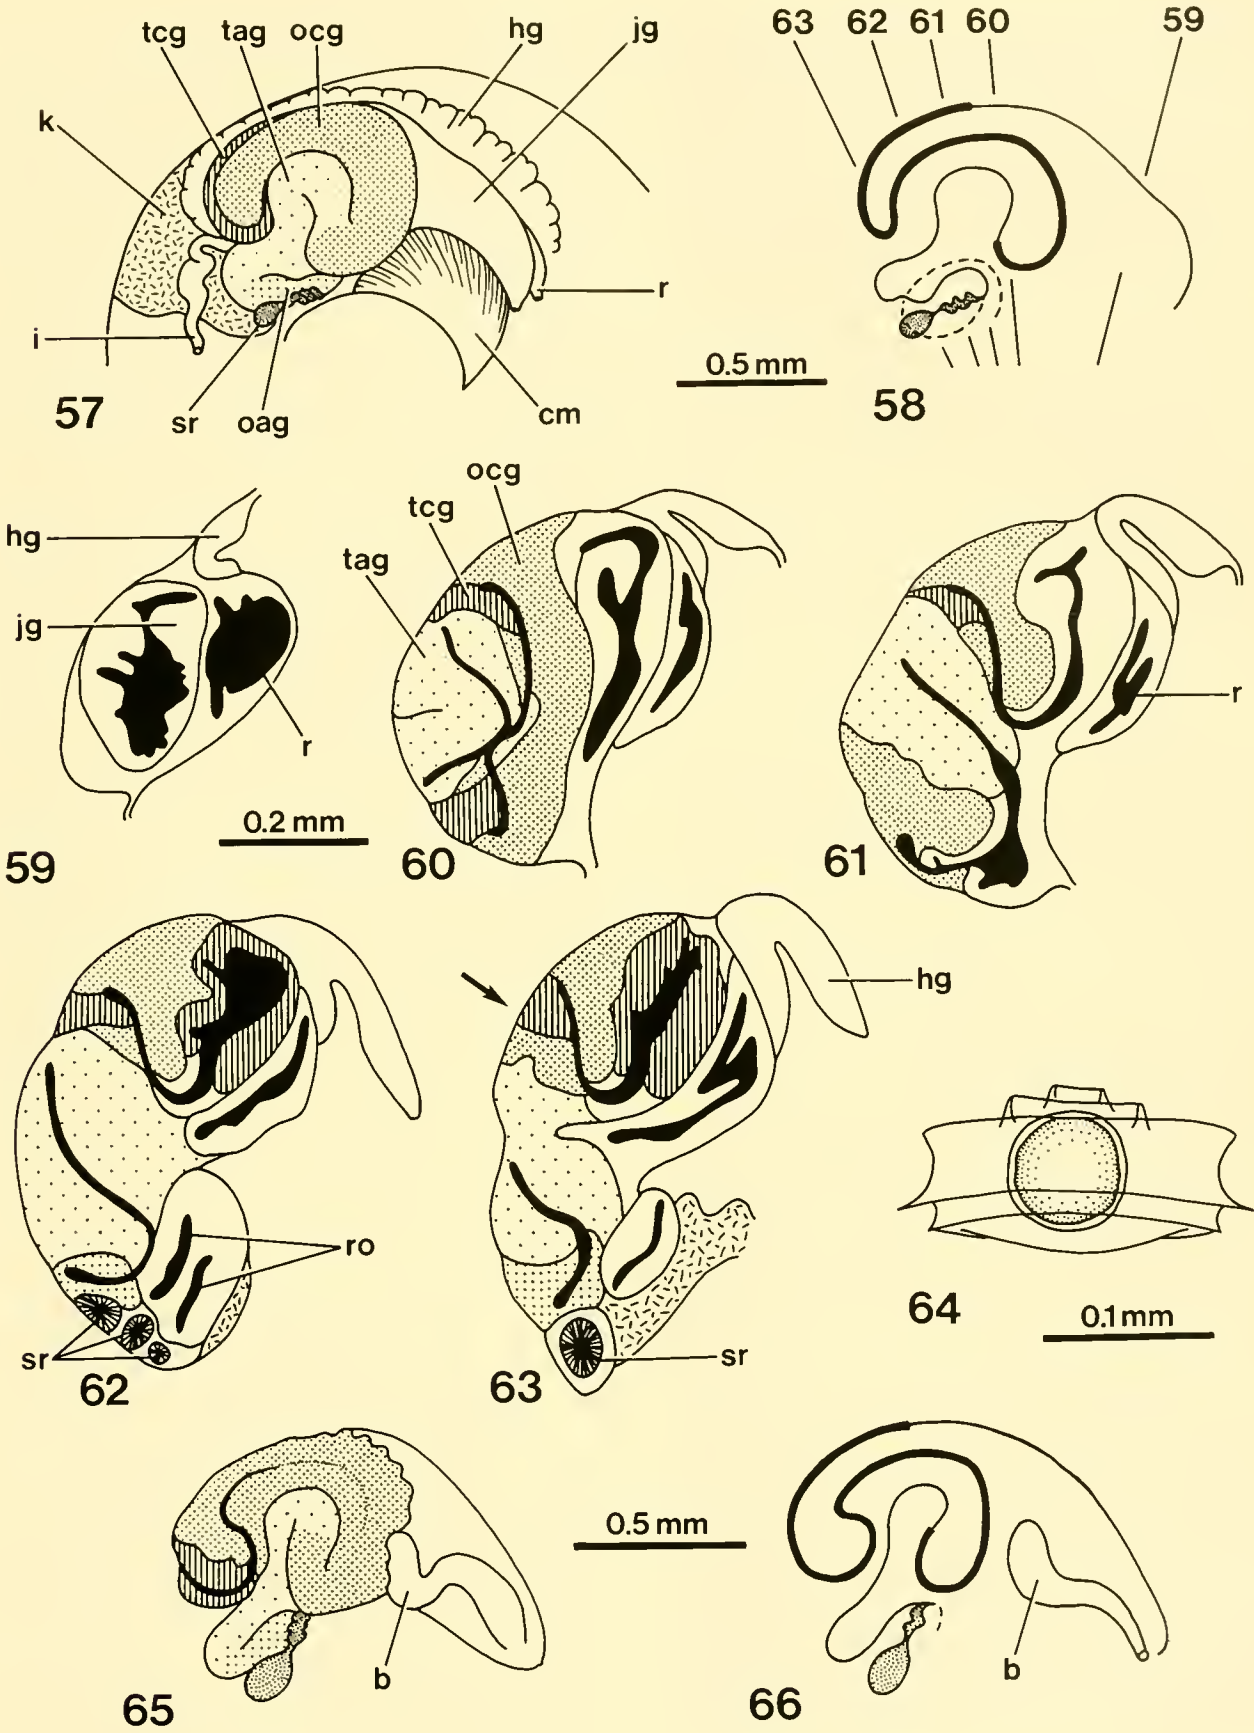 tcg tag ocg hg jg
k
i
sr oag cm
r
0.5 mm
57
63 62 61 60 59
58
hg
jg
r
0.2 mm
59
ocg
tcg
tag
60
r
61
ro
sr
62
hg
sr
63
64
0.1 mm
b
65
0.5 mm
b
66